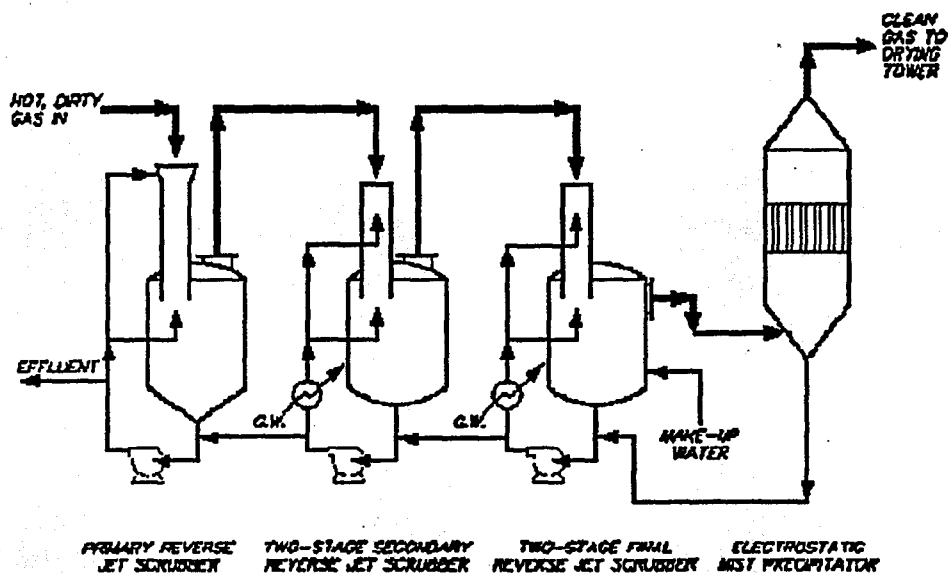 CLEAN
GAS TO
DRYING
TOWER
HOT, DIRTY
GAS IN
EFFLUENT
C.W.
C.W.
MAKE-UP
WATER
PRIMARY REVERSE
JET SCRUBBER
TWO-STAGE SECONDARY
REVERSE JET SCRUBBER
TWO-STAGE FINAL
REVERSE JET SCRUBBER
ELECTROSTATIC
MIST PRECIPITATOR